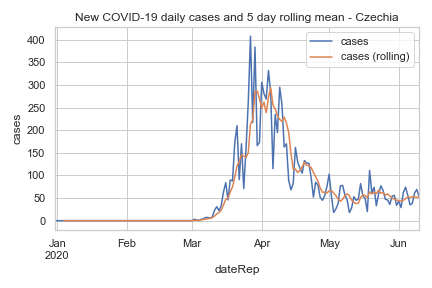 New COVID-19 daily cases and 5 day rolling mean - Czechia
cases
cases (rolling)
400
350
300
250
200
150
100
50
0
cases
Jan Feb Mar Apr May Jun
2020
dateRep